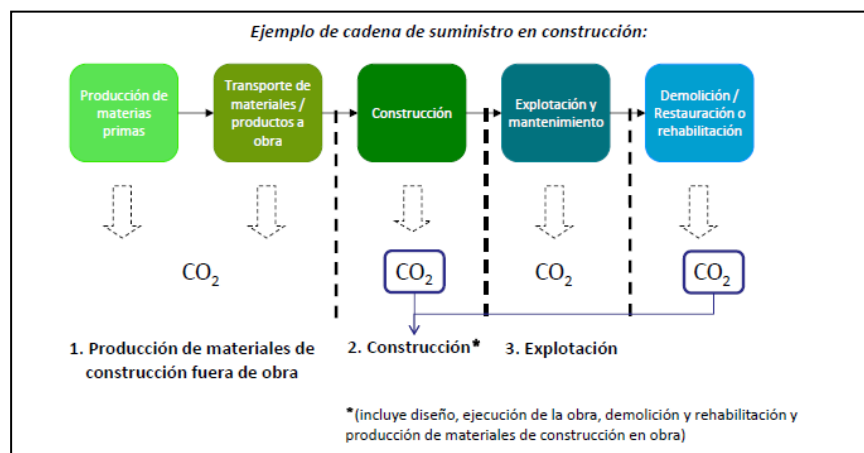 Ejemplo de cadena de suministro en construcción:
Producción de
materias
primas
Transporte de
materiales /
productos a
obra
Construcción
Explotación y
mantenimiento
Demolición /
Restauración o
rehabilitación
CO2
CO2
CO2
CO2
1. Producción de materiales de
construcción fuera de obra
2. Construcción*
3. Explotación
*(incluye diseño, ejecución de la obra, demolición y rehabilitación y
producción de materiales de construcción en obra)